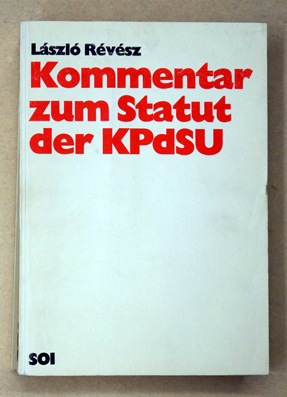 László Révész
Kommentar
zum Statut
der KPdSU
SOI